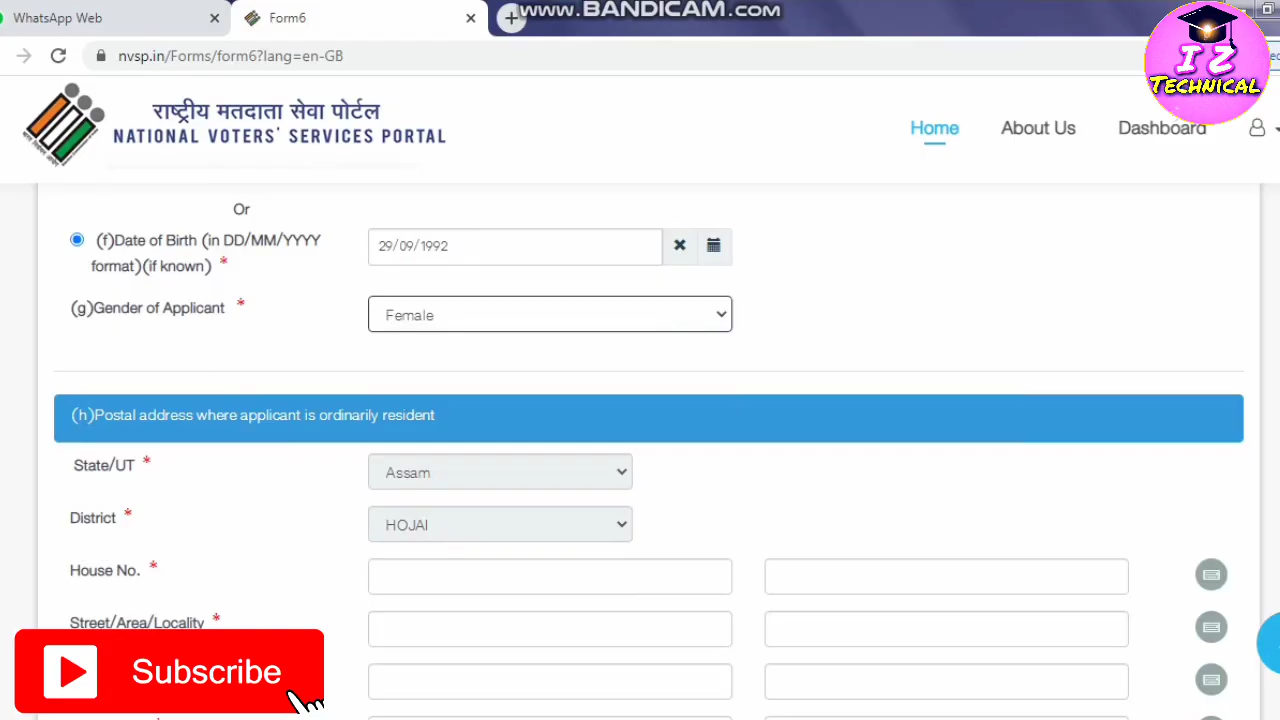 WhatsApp Web
Form6
www.BANDICAM.com
nvsp.in/Forms/form6?lang=en-GB
I Z
TECHNICAL
राष्ट्रीय मतदाता सेवा पोर्टल
NATIONAL VOTERS' SERVICES PORTAL
Home
About Us
Dashboard
Or
(f)Date of Birth (in DD/MM/YYYY
format)(if known) *
29/09/1992
(g)Gender of Applicant *
Female
(h)Postal address where applicant is ordinarily resident
State/UT *
Assam
District *
HOJAI
House No. *
Street/Area/Locality *
Subscribe